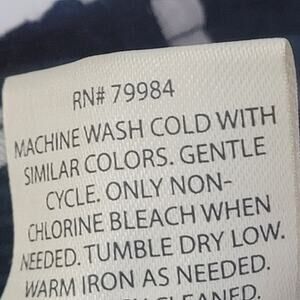 RN# 79984
MACHINE WASH COLD WITH
SIMILAR COLORS. GENTLE
CYCLE. ONLY NON-
CHLORINE BLEACH WHEN
NEEDED. TUMBLE DRY LOW.
WARM IRON AS NEEDED.
CLEANED.